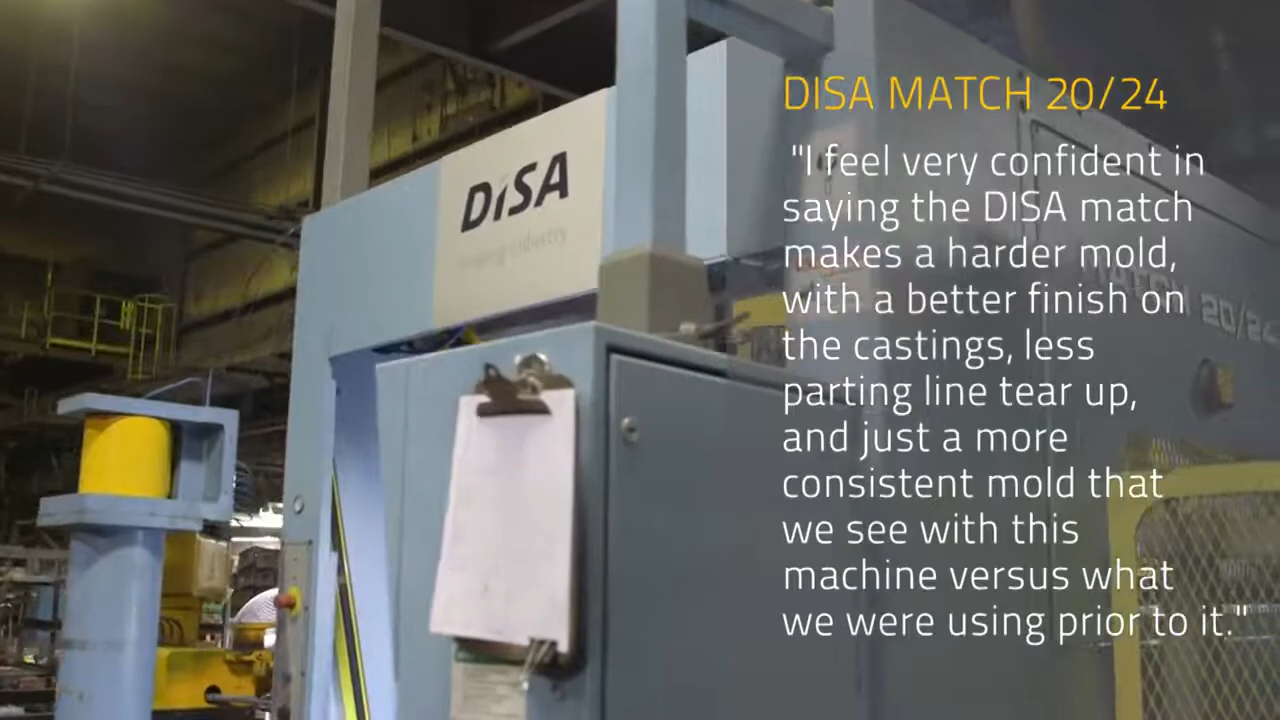 DISA
DISA MATCH 20/24
"I feel very confident in
saying the DISA match
makes a harder mold,
with a better finish on
the castings, less
parting line tear up,
and just a more
consistent mold that
we see with this
machine versus what
we were using prior to it."
MATCH 20/24